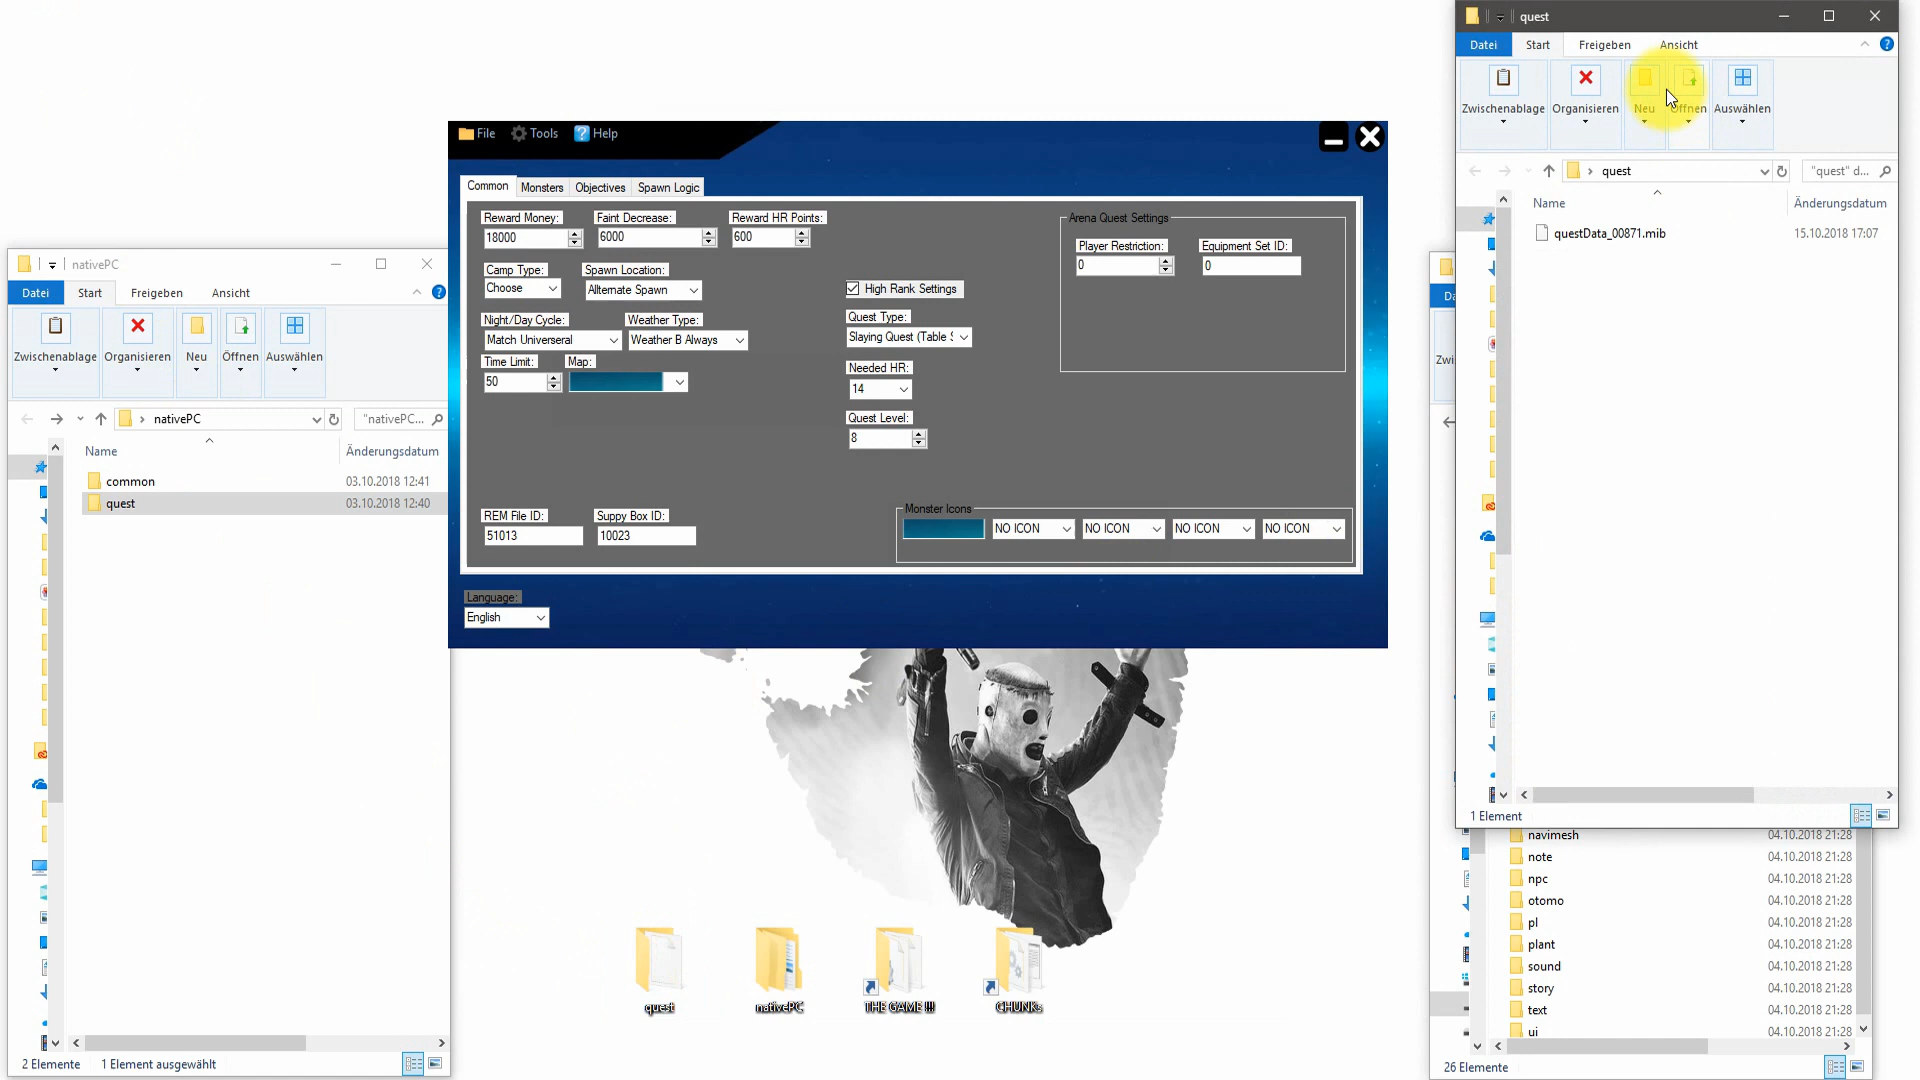 quest
Datei Start Freigeben Ansicht
Zwischenablage Organisieren Neu Öffnen Auswählen
quest "quest" d...
Name Änderungsdatum
questData_00871.mib 15.10.2018 17:07
1 Element
File Tools Help
Common Monsters Objectives Spawn Logic
Reward Money: Faint Decrease: Reward HR Points:
18000 6000 600
Arena Quest Settings
Player Restriction: Equipment Set ID:
0 0
Camp Type: Spawn Location:
Choose Allternate Spawn
High Rank Settings
Night/Day Cycle: Weather Type:
Match Universeral Weather B Always
Quest Type:
Slaying Quest (Table
Time Limit: Map:
50
Needed HR:
14
Quest Level:
8
REM File ID: Suppy Box ID:
51013 10023
Monster Icons
NO ICON NO ICON NO ICON NO ICON
Language:
English
nativePC
Datei Start Freigeben Ansicht
Zwischenablage Organisieren Neu Öffnen Auswählen
nativePC "nativePC...
Name Änderungsdatum
common 03.10.2018 12:41
quest 03.10.2018 12:40
2 Elemente 1 Element ausgewählt
quest nativePC THE GAME !!! CHUNKs
Da
Zwi
navimesh 04.10.2018 21:28
note 04.10.2018 21:28
npc 04.10.2018 21:28
otomo 04.10.2018 21:28
pl 04.10.2018 21:28
plant 04.10.2018 21:28
sound 04.10.2018 21:28
story 04.10.2018 21:28
text 04.10.2018 21:28
ui 04.10.2018 21:28
26 Elemente